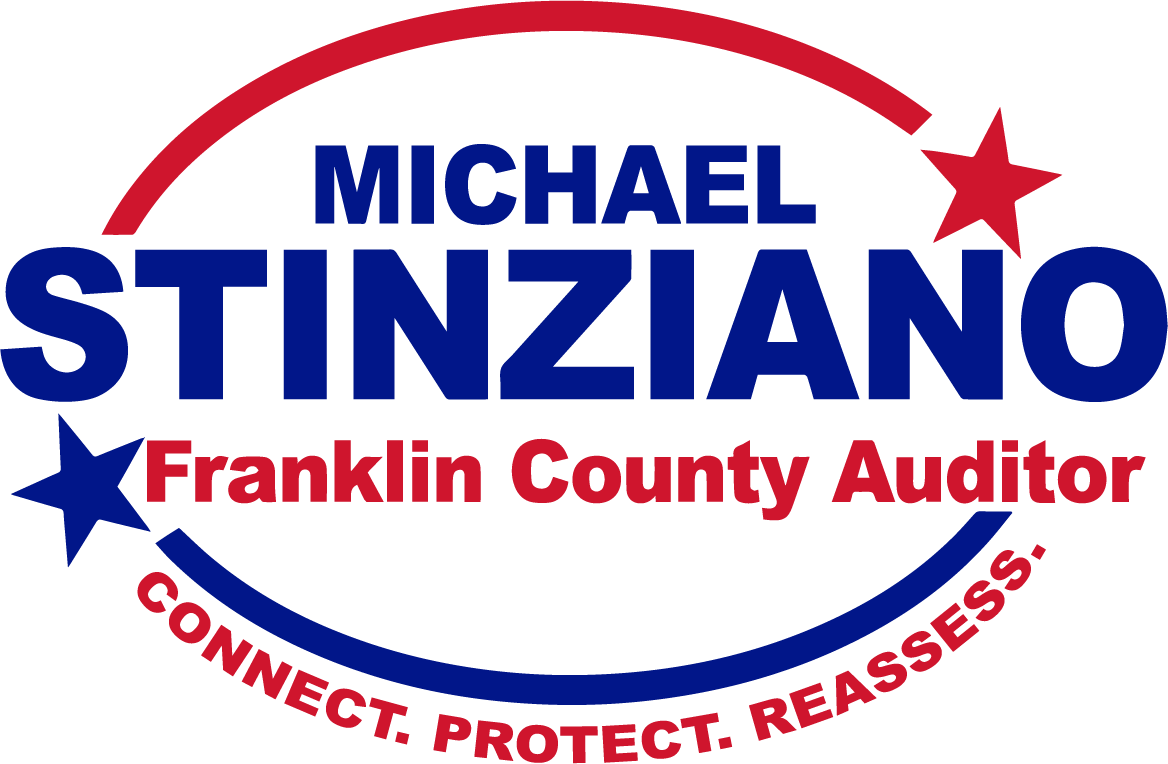 MICHAEL
STINZIANO
Franklin County Auditor
CONNECT. PROTECT. REASSESS.